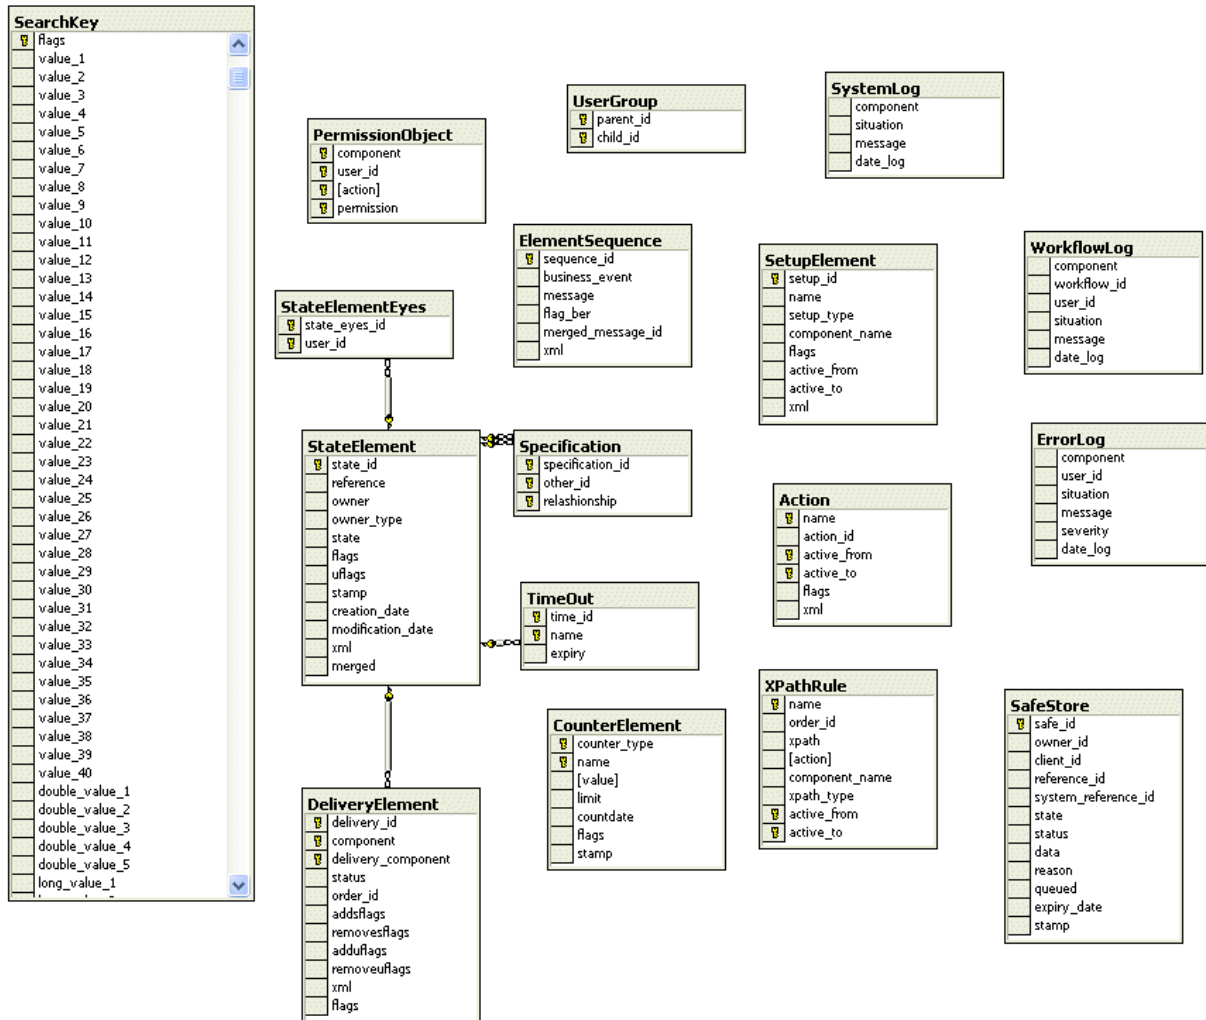 SearchKey
flags
value_1
value_2
value_3
value_4
value_5
value_6
value_7
value_8
value_9
value_10
value_11
value_12
value_13
value_14
value_15
value_16
value_17
value_18
value_19
value_20
value_21
value_22
value_23
value_24
value_25
value_26
value_27
value_28
value_29
value_30
value_31
value_32
value_33
value_34
value_35
value_36
value_37
value_38
value_39
value_40
double_value_1
double_value_2
double_value_3
double_value_4
double_value_5
long_value_1
PermissionObject
component
user_id
[action]
permission
UserGroup
parent_id
child_id
SystemLog
component
situation
message
date_log
StateElementEyes
state_eyes_id
user_id
ElementSequence
sequence_id
business_event
message
flag_ber
merged_message_id
xml
SetupElement
setup_id
name
setup_type
component_name
flags
active_from
active_to
xml
WorkflowLog
component
workflow_id
user_id
situation
message
date_log
StateElement
state_id
reference
owner
owner_type
state
flags
uflags
stamp
creation_date
modification_date
xml
merged
Specification
specification_id
other_id
relashionship
Action
name
action_id
active_from
active_to
flags
xml
ErrorLog
component
user_id
situation
message
severity
date_log
TimeOut
time_id
name
expiry
DeliveryElement
delivery_id
component
delivery_component
status
order_id
addsflags
removesflags
adduflags
removeuflags
xml
flags
CounterElement
counter_type
name
[value]
limit
countdate
flags
stamp
XPathRule
name
order_id
xpath
[action]
component_name
xpath_type
active_from
active_to
SafeStore
safe_id
owner_id
client_id
reference_id
system_reference_id
state
status
data
reason
queued
expiry_date
stamp